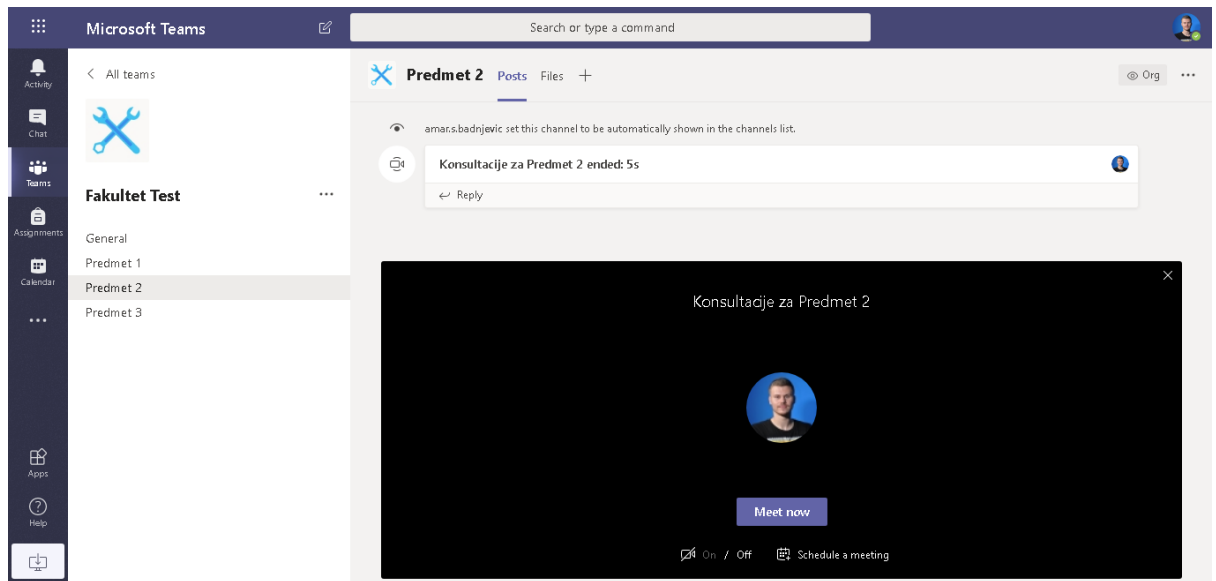 Microsoft Teams
Search or type a command
Activity
Chat
Teams
Assignments
Calendar
Apps
Help
All teams
Fakultet Test
General
Predmet 1
Predmet 2
Predmet 3
Predmet 2 Posts Files
Org
amar.s.badnjevic set this channel to be automatically shown in the channels list.
Konsultacije za Predmet 2 ended: 5s
Reply
Konsultacije za Predmet 2
Meet now
On / Off Schedule a meeting